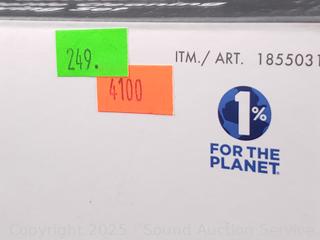 249.
4100
ITM./ ART. 1855031
1%
FOR THE
PLANET
Copyright 2025 - Sound Auction Service